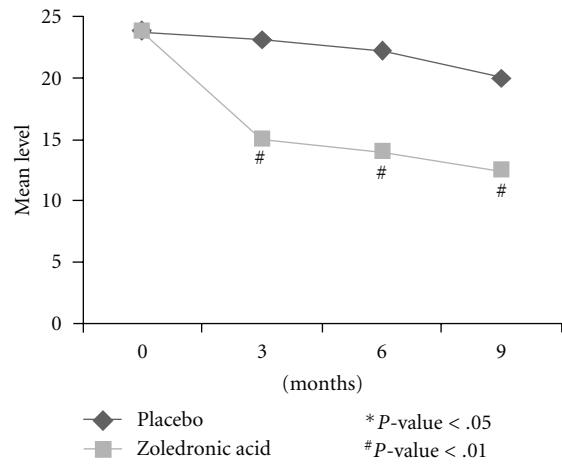 25
20
15
10
5
0
Mean level
#
#
#
0 3 6 9
(months)
Placebo
Zoledronic acid
*P-value < .05
#P-value < .01